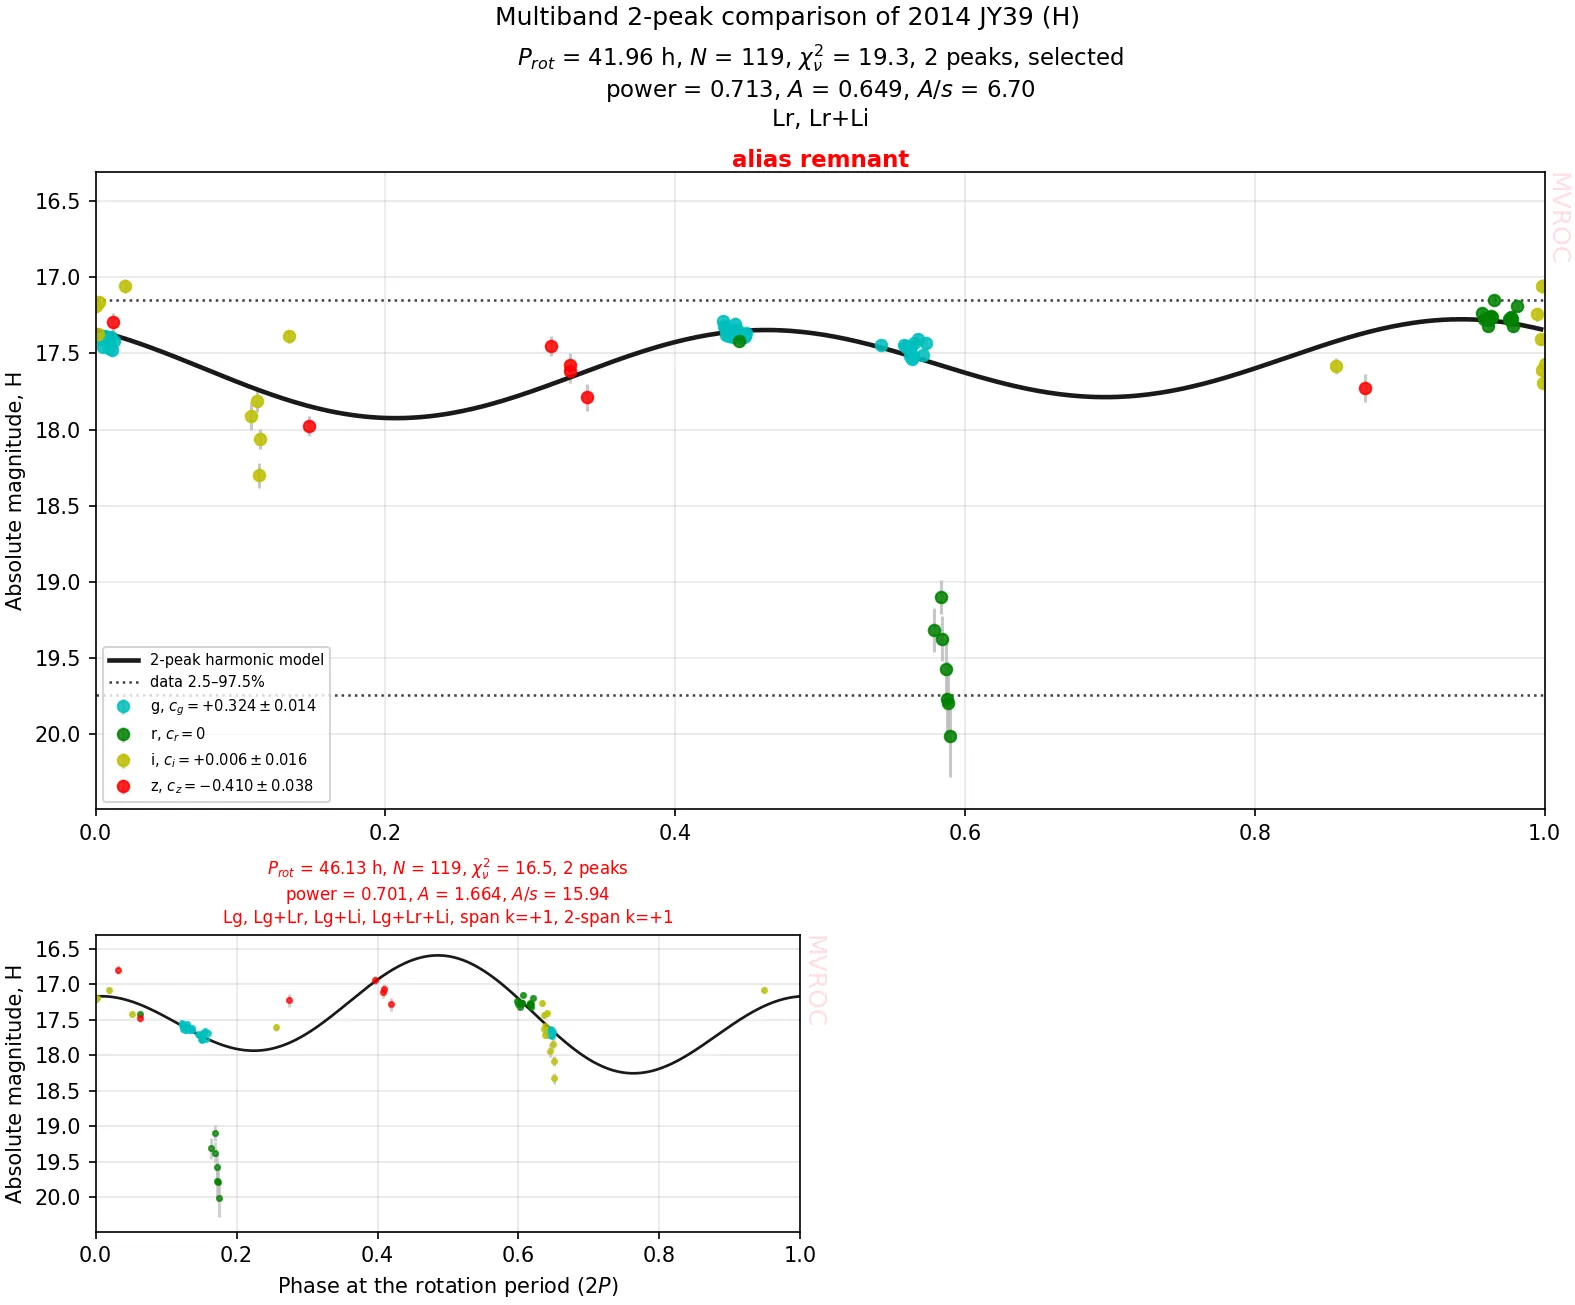 Multiband 2-peak comparison of 2014 JY39 (H)
P_rot = 41.96 h, N = 119, χ²_ν = 19.3, 2 peaks, selected
power = 0.713, A = 0.649, A/s = 6.70
Lr, Lr+Li
alias remnant
MVROC
Absolute magnitude, H
16.5
17.0
17.5
18.0
18.5
19.0
19.5
20.0
2-peak harmonic model
data 2.5–97.5%
g, c_g = +0.324 ± 0.014
r, c_r = 0
i, c_i = +0.006 ± 0.016
z, c_z = −0.410 ± 0.038
0.0 0.2 0.4 0.6 0.8 1.0
P_rot = 46.13 h, N = 119, χ²_ν = 16.5, 2 peaks
power = 0.701, A = 1.664, A/s = 15.94
Lg, Lg+Lr, Lg+Li, Lg+Lr+Li, span k=+1, 2-span k=+1
MVROC
Absolute magnitude, H
16.5
17.0
17.5
18.0
18.5
19.0
19.5
20.0
0.0 0.2 0.4 0.6 0.8 1.0
Phase at the rotation period (2P)